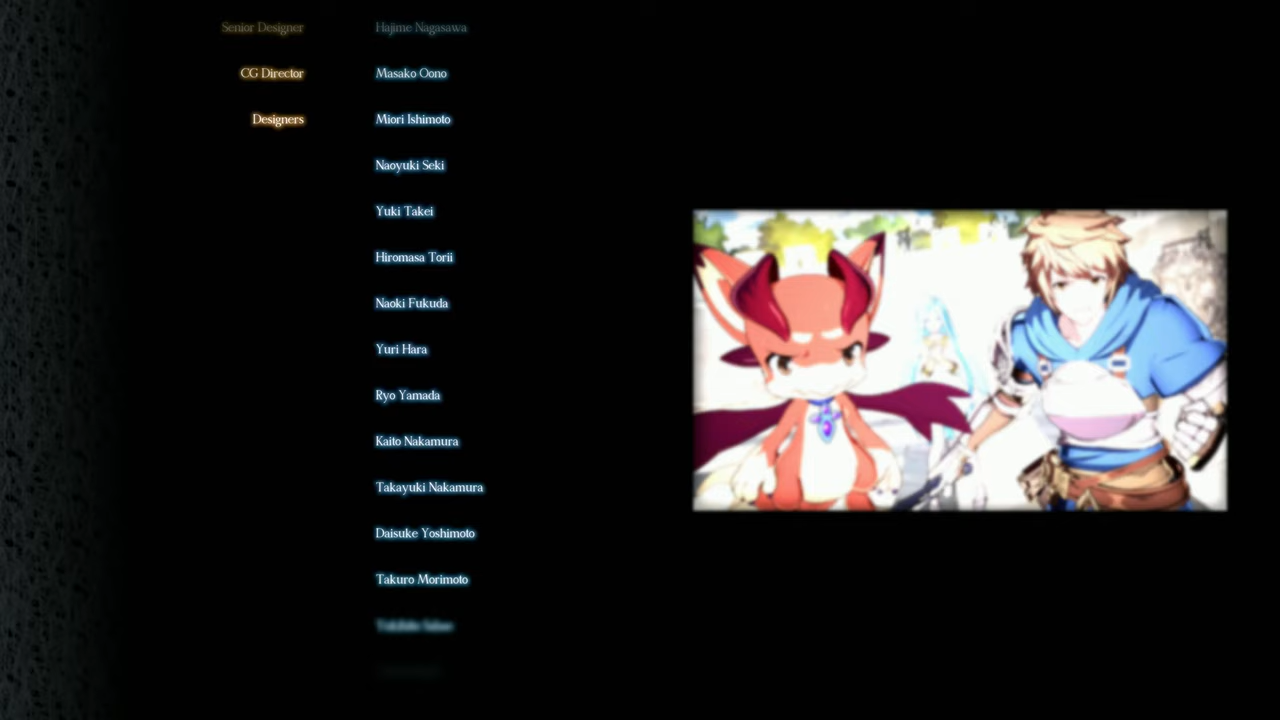 Senior Designer Hajime Nagasawa
CG Director Masako Oono
Designers Miori Ishimoto
Naoyuki Seki
Yuki Takei
Hiromasa Torii
Naoki Fukuda
Yuri Hara
Ryo Yamada
Kaito Nakamura
Takayuki Nakamura
Daisuke Yoshimoto
Takuro Morimoto